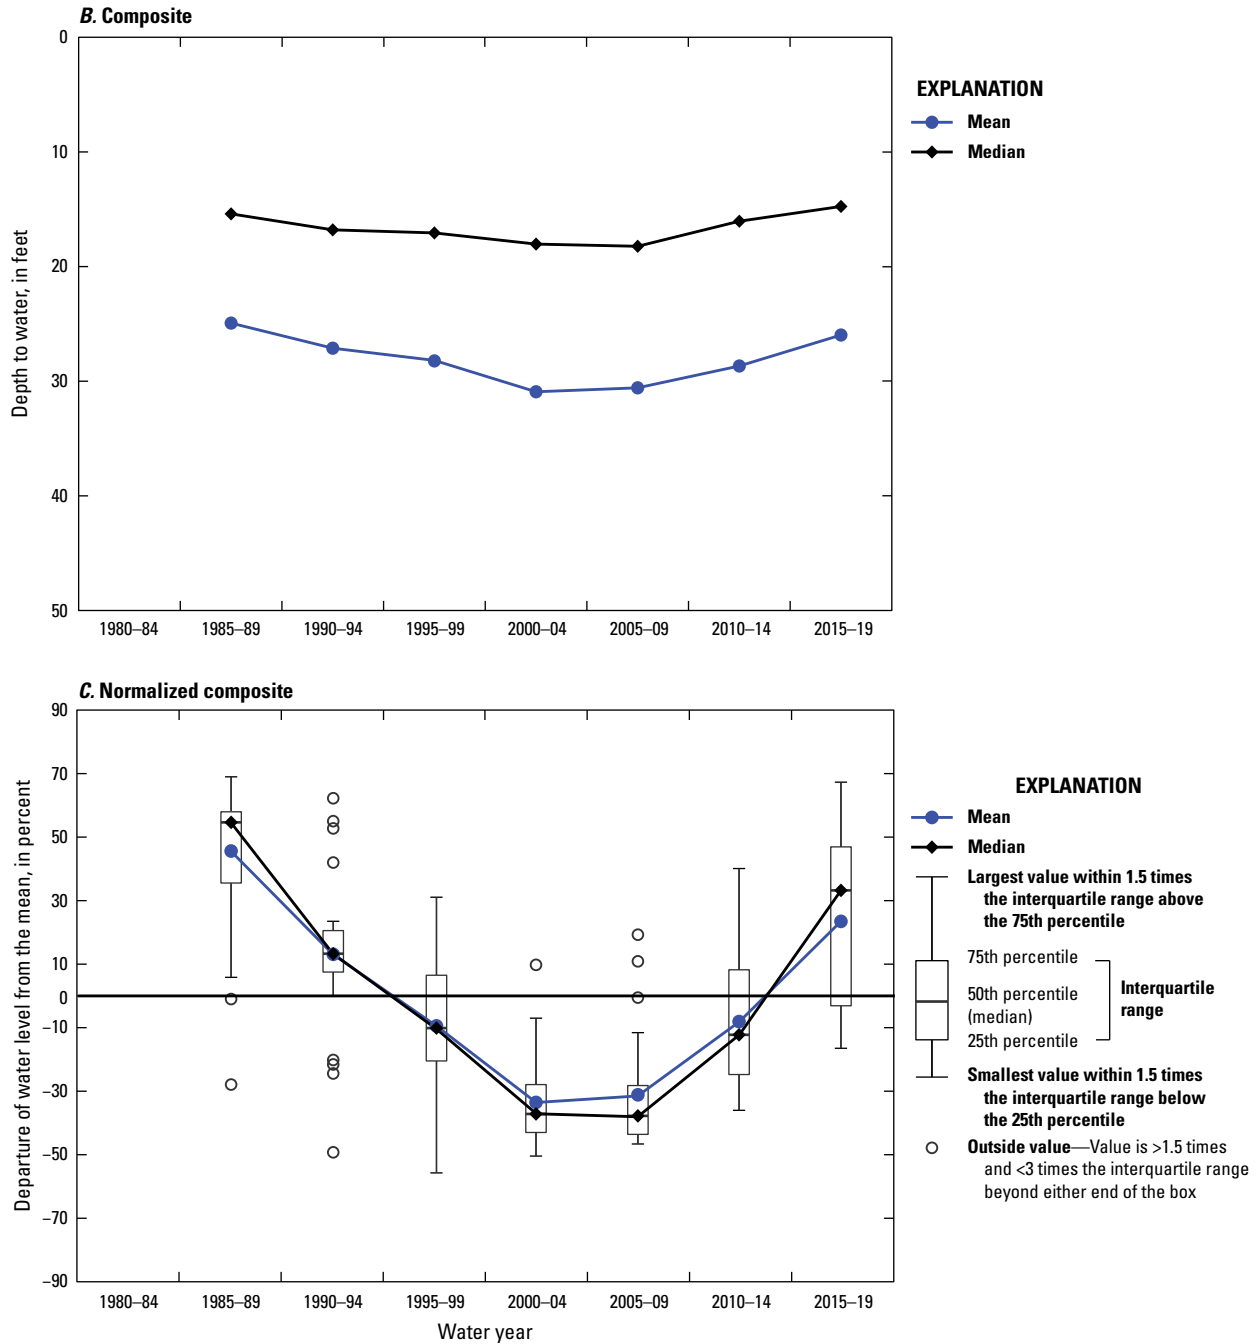 B. Composite
0
10
20
30
40
50
Depth to water, in feet
1980–84 1985–89 1990–94 1995–99 2000–04 2005–09 2010–14 2015–19
EXPLANATION
Mean
Median
C. Normalized composite
90
70
50
30
10
0
–10
–30
–50
–70
–90
Departure of water level from the mean, in percent
1980–84 1985–89 1990–94 1995–99 2000–04 2005–09 2010–14 2015–19
Water year
EXPLANATION
Mean
Median
Largest value within 1.5 times
the interquartile range above
the 75th percentile
75th percentile
50th percentile
(median)
25th percentile
Interquartile
range
Smallest value within 1.5 times
the interquartile range below
the 25th percentile
Outside value—Value is >1.5 times
and <3 times the interquartile range
beyond either end of the box